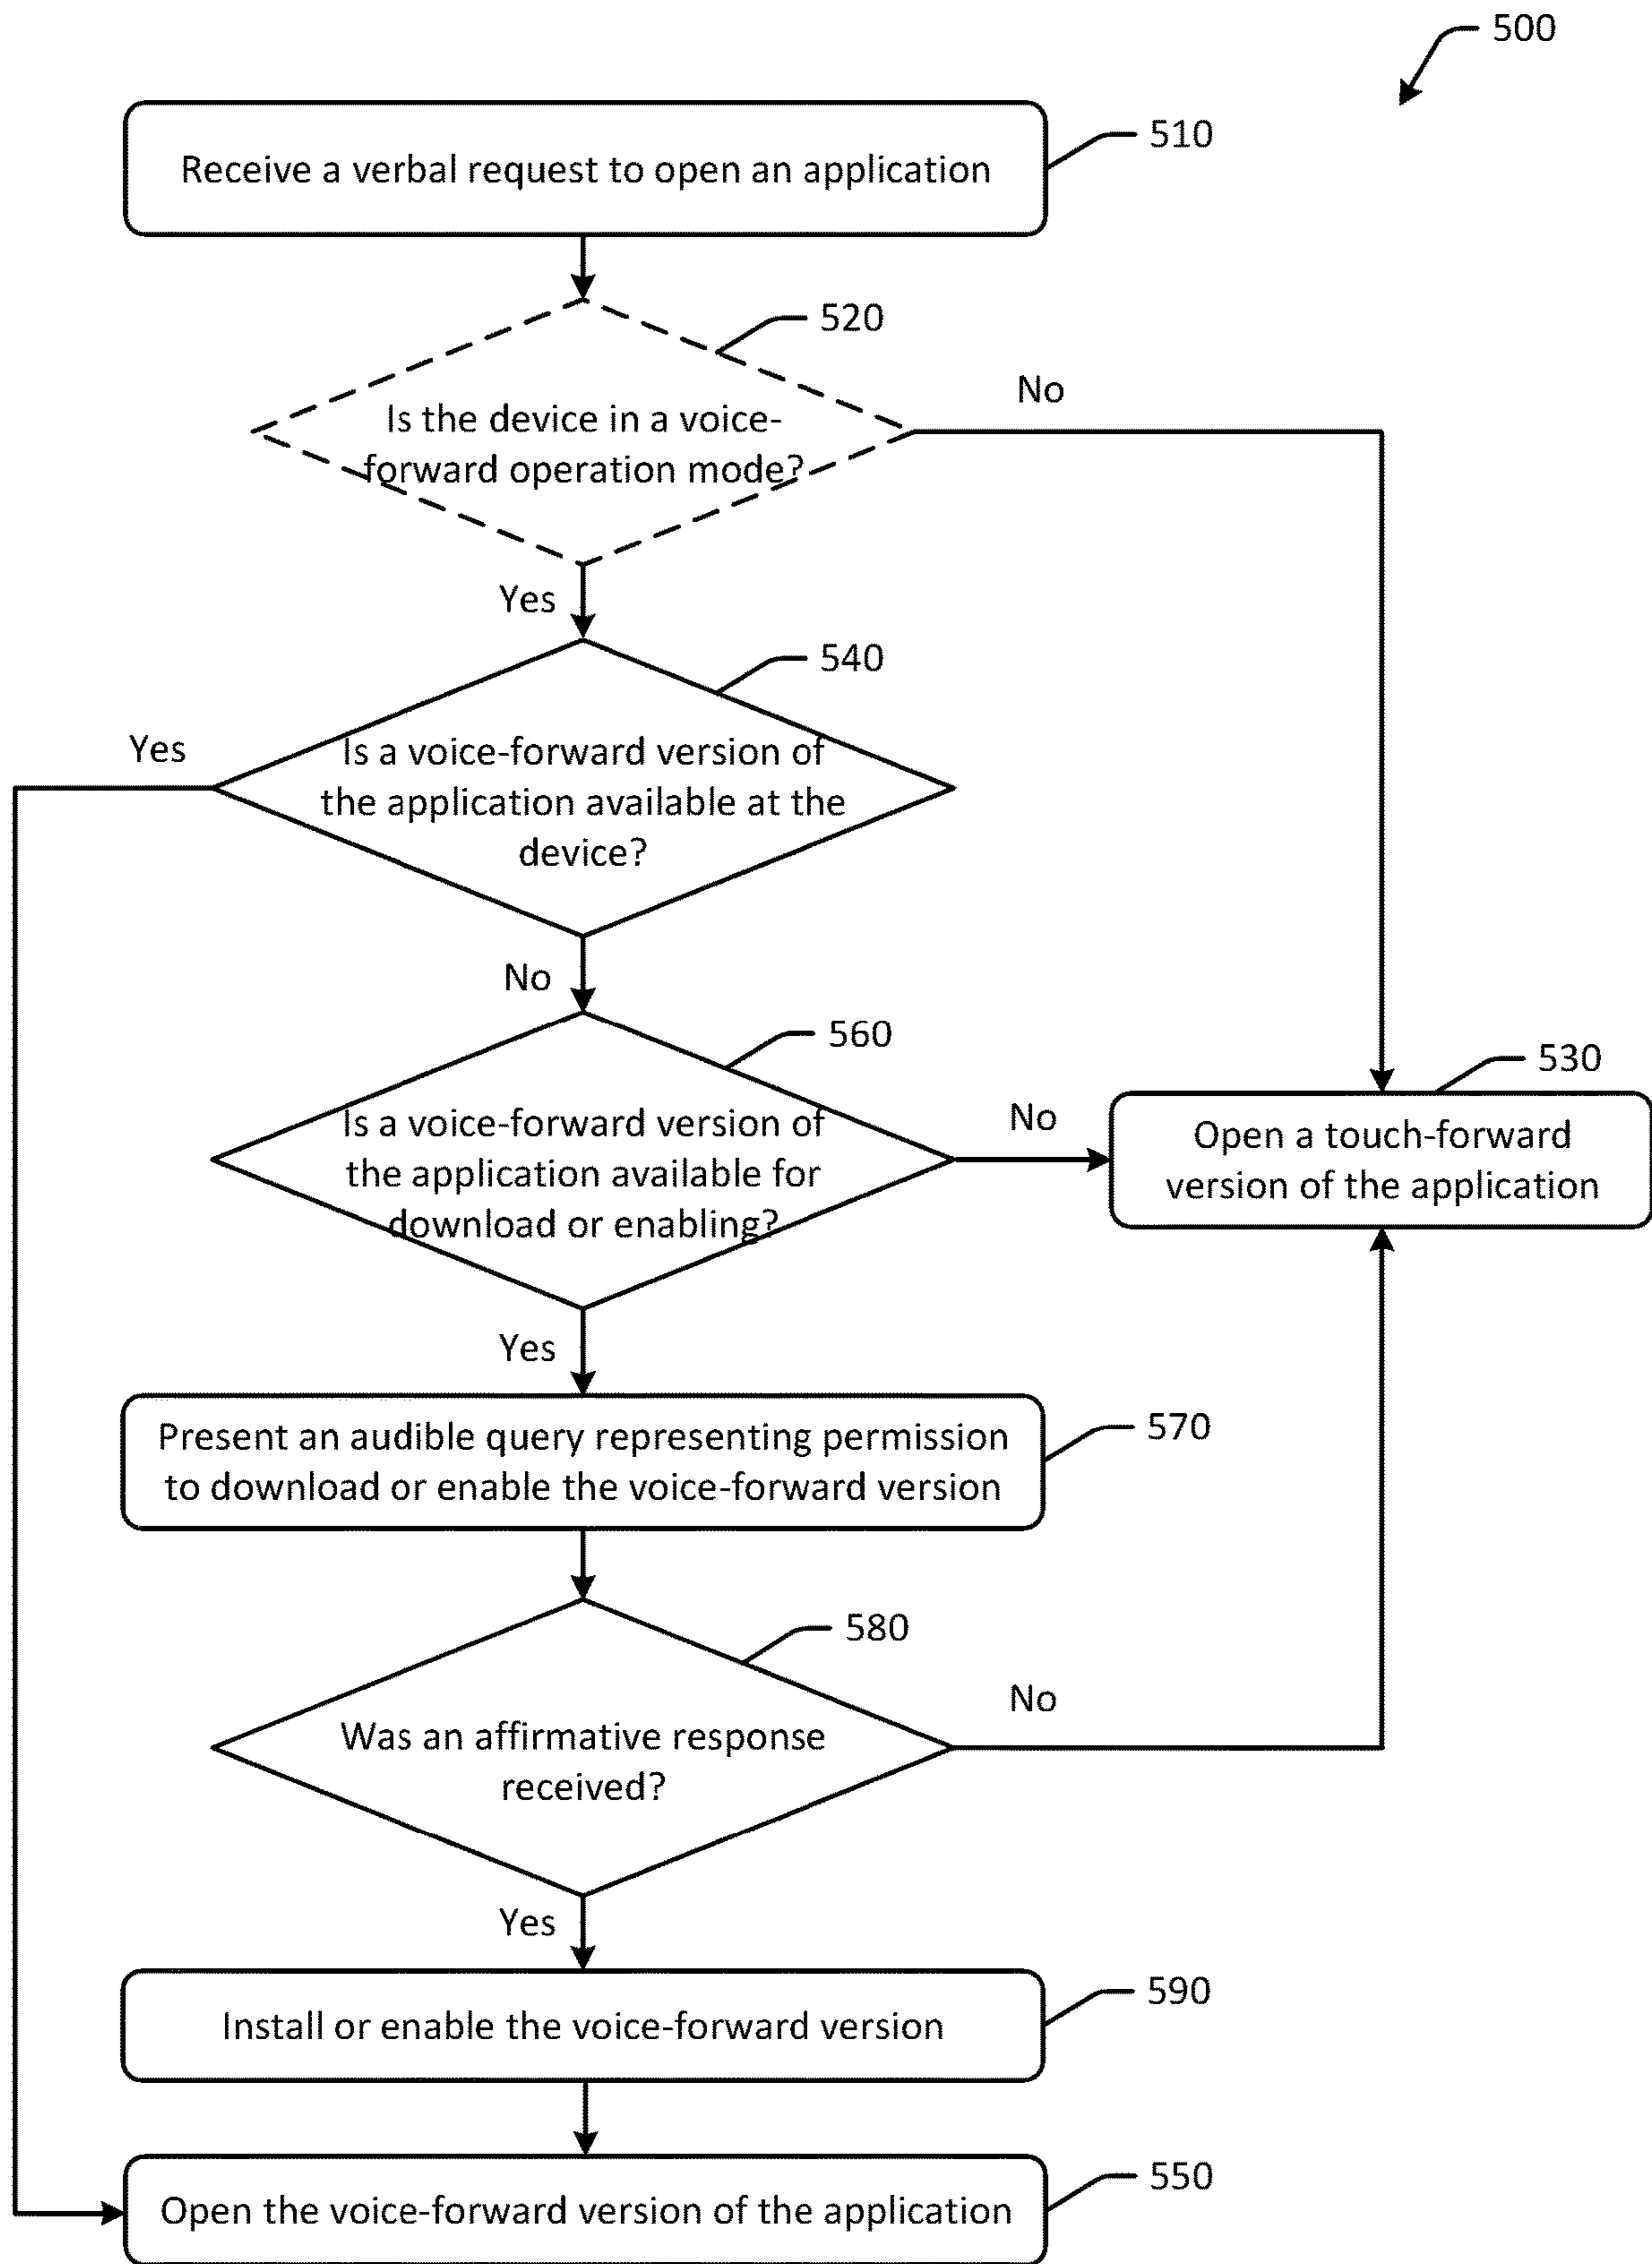 500
Receive a verbal request to open an application
510
520
Is the device in a voice-
forward operation mode?
No
Yes
540
Yes
Is a voice-forward version of
the application available at the
device?
No
560
Is a voice-forward version of
the application available for
download or enabling?
No
530
Open a touch-forward
version of the application
Yes
Present an audible query representing permission
to download or enable the voice-forward version
570
580
Was an affirmative response
received?
No
Yes
Install or enable the voice-forward version
590
Open the voice-forward version of the application
550